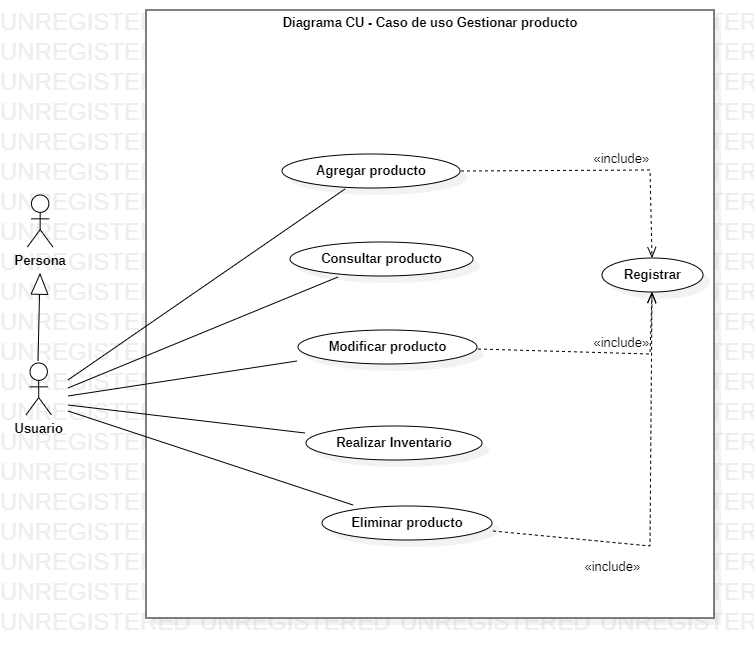 Diagrama CU - Caso de uso Gestionar producto
Agregar producto
«include»
Persona
Consultar producto
Registrar
Modificar producto
«include»
Usuario
Realizar Inventario
Eliminar producto
«include»
UNREGISTERED UNREGISTERED UNREGISTERED UNREGISTERED